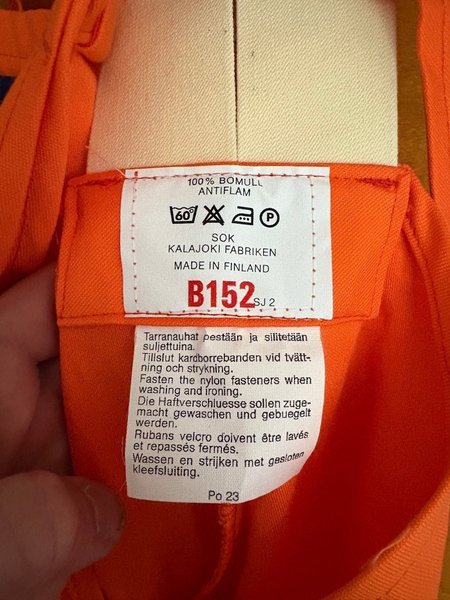 100% BOMULL
ANTIFLAM
60° P
SOK
KALAJOKI FABRIKEN
MADE IN FINLAND
B152 SJ 2
Tarranauhat pestään ja silitetään
suljettuina.
Tillsfut kardborrebanden vid tvätt-
ning och strykning.
Fasten the nylon fasteners when
washing and ironing.
Die Haftverschluesse sollen zuge-
macht gewaschen und gebuegelt
werden.
Rubans velcro doivent être lavés
et repassés fermés.
Wassen en strijken met gesloten
kleefsluiting.
Po 23